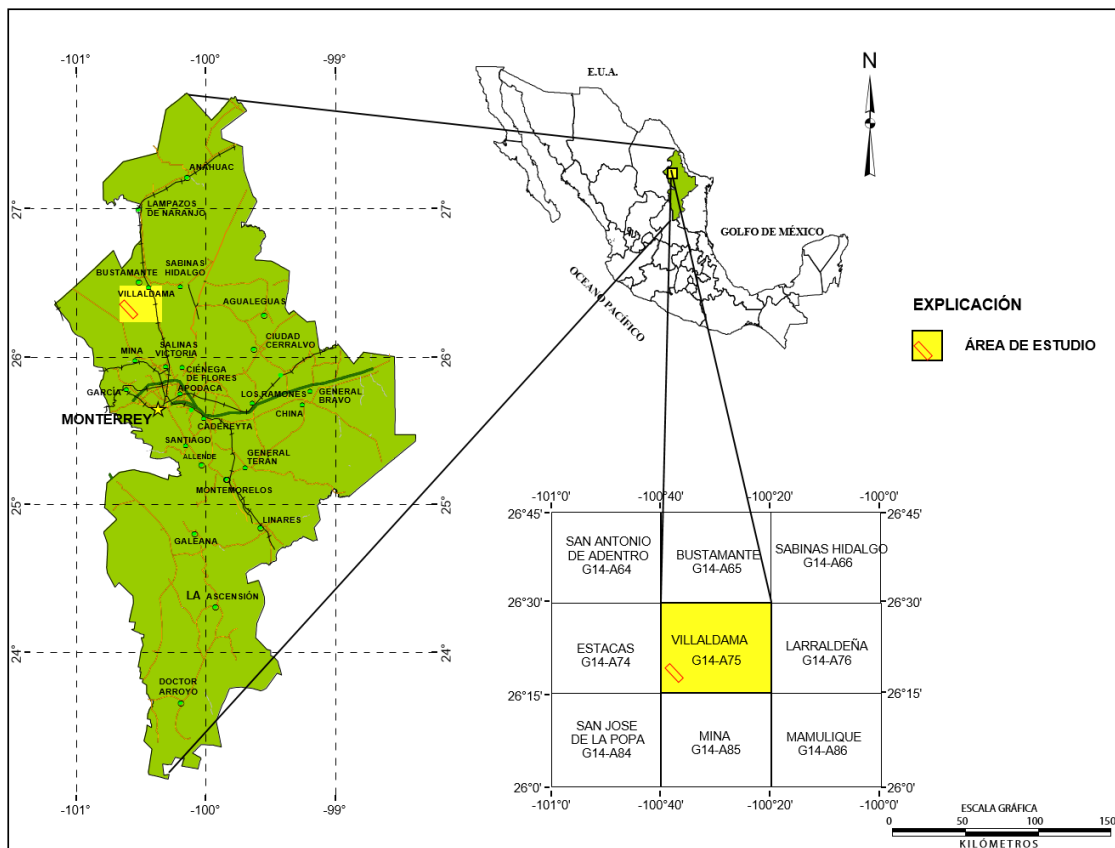 -101°
-100°
-99°
27°
26°
25°
24°
ANAHUAC
LAMPAZOS
DE NARANJO
BUSTAMANTE
SABINAS
HIDALGO
VILLALDAMA
AGUALEGUAS
MINA
SALINAS
VICTORIA
CIUDAD
CERRALVO
CIÉNEGA
DE FLORES
GARCÍA
APODACA
LOS RAMONES
GENERAL
BRAVO
CHINA
MONTERREY
CADEREYTA
SANTIAGO
ALLENDE
GENERAL
TERÁN
MONTEMORELOS
LINARES
GALEANA
LA ASCENSIÓN
DOCTOR
ARROYO
27°
26°
25°
24°
-101°
-100°
-99°
E.U.A.
GOLFO DE MÉXICO
OCEANO PACÍFICO
N
EXPLICACIÓN
ÁREA DE ESTUDIO
-101°0'
-100°40'
-100°20'
-100°0'
26°45'
26°45'
SAN ANTONIO
DE ADENTRO
G14-A64
BUSTAMANTE
G14-A65
SABINAS HIDALGO
G14-A66
26°30'
26°30'
ESTACAS
G14-A74
VILLALDAMA
G14-A75
LARRALDEÑA
G14-A76
26°15'
26°15'
SAN JOSE
DE LA POPA
G14-A84
MINA
G14-A85
MAMULIQUE
G14-A86
26°0'
26°0'
-101°0'
-100°40'
-100°20'
-100°0'
ESCALA GRÁFICA
0 50 100 150
KILÓMETROS